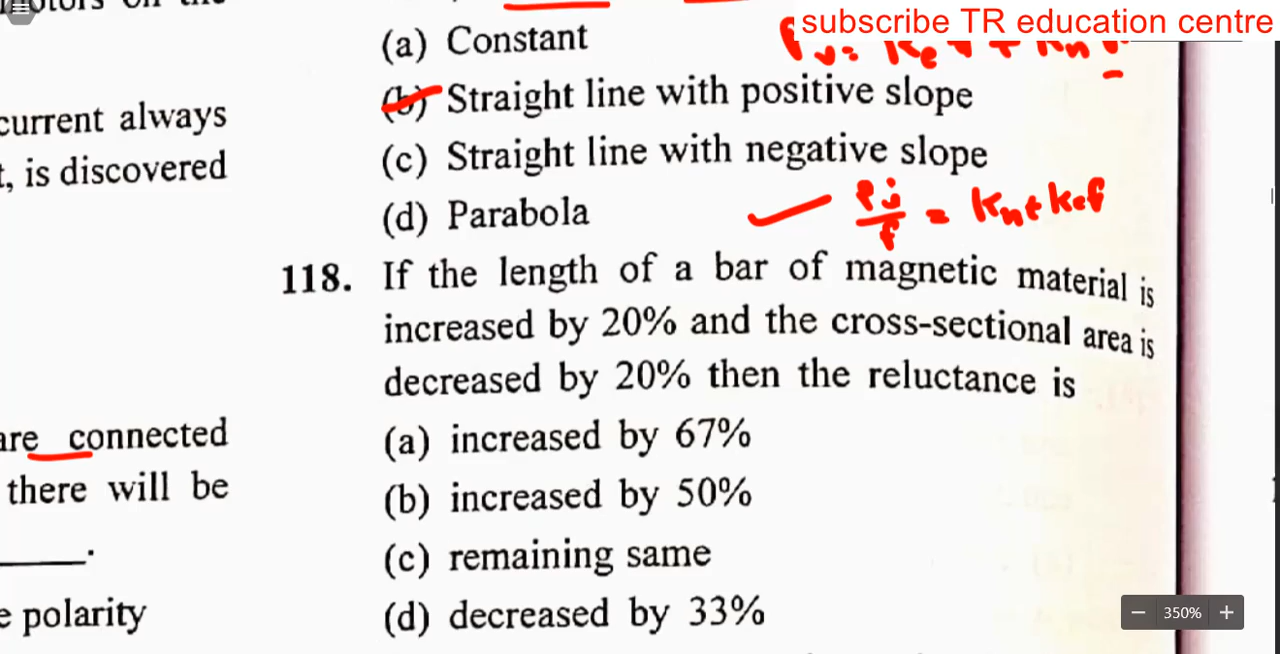 subscribe TR education centre
(a) Constant
current always
(b) Straight line with positive slope
t, is discovered
(c) Straight line with negative slope
(d) Parabola
118. If the length of a bar of magnetic material is
increased by 20% and the cross-sectional area is
decreased by 20% then the reluctance is
are connected
(a) increased by 67%
there will be
(b) increased by 50%
(c) remaining same
e polarity
(d) decreased by 33%
350%